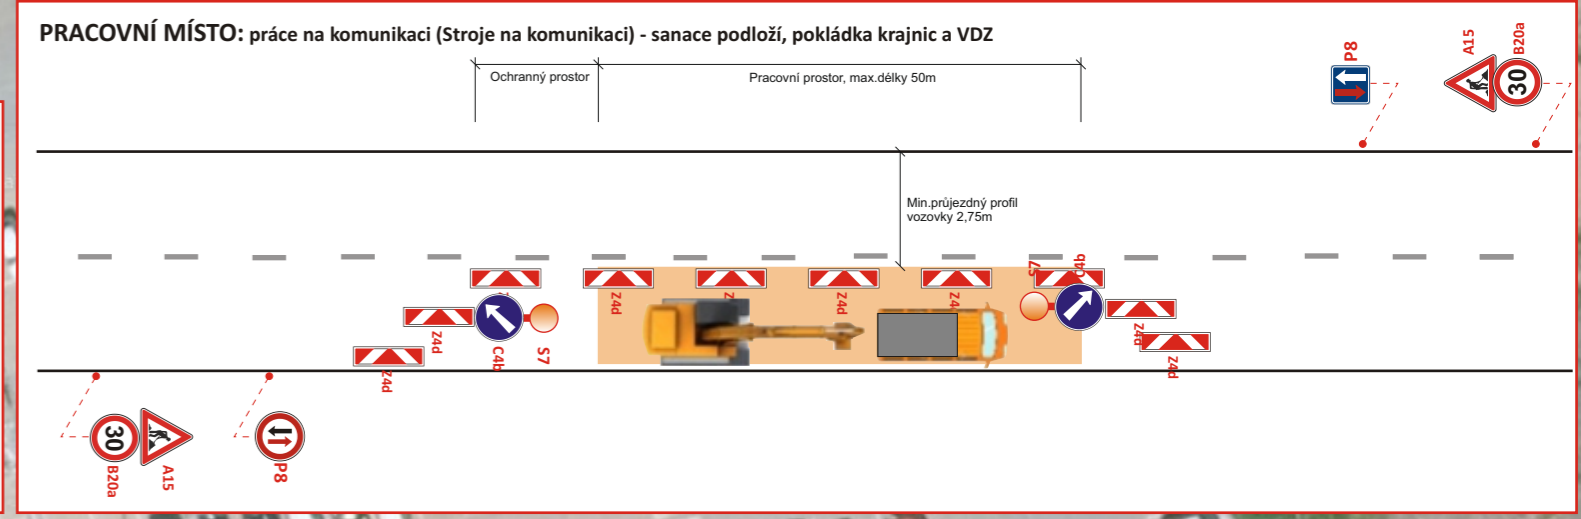 PRACOVNÍ MÍSTO: práce na komunikaci (Stroje na komunikaci) - sanace podloží, pokládka krajnic a VDZ
Ochranný prostor
Pracovní prostor, max.délky 50m
P8
A15
B20a
30
Min.průjezdný profil
vozovky 2,75m
S7
C4b
Z4d
Z4d
Z4d
Z4d
C4b
S7
Z4d
Z4d
Z4d
30
B20a
A15
P8